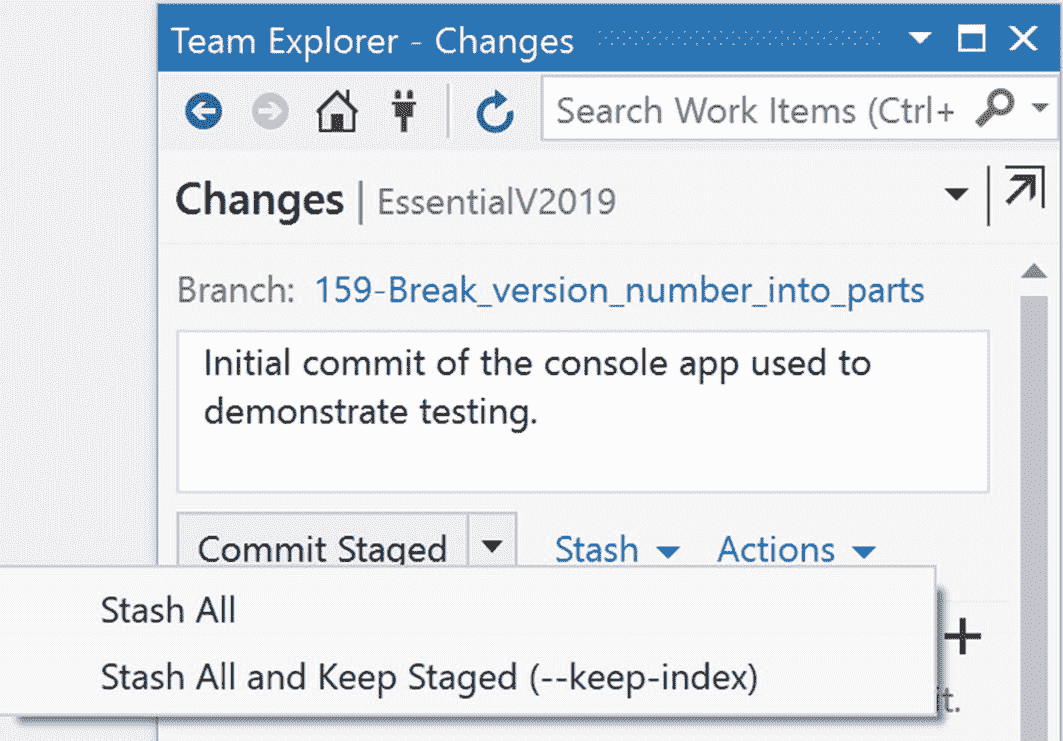 Team Explorer - Changes
Search Work Items (Ctrl+
Changes | EssentialV2019
Branch: 159-Break_version_number_into_parts
Initial commit of the console app used to
demonstrate testing.
Commit Staged Stash Actions
Stash All
Stash All and Keep Staged (--keep-index)